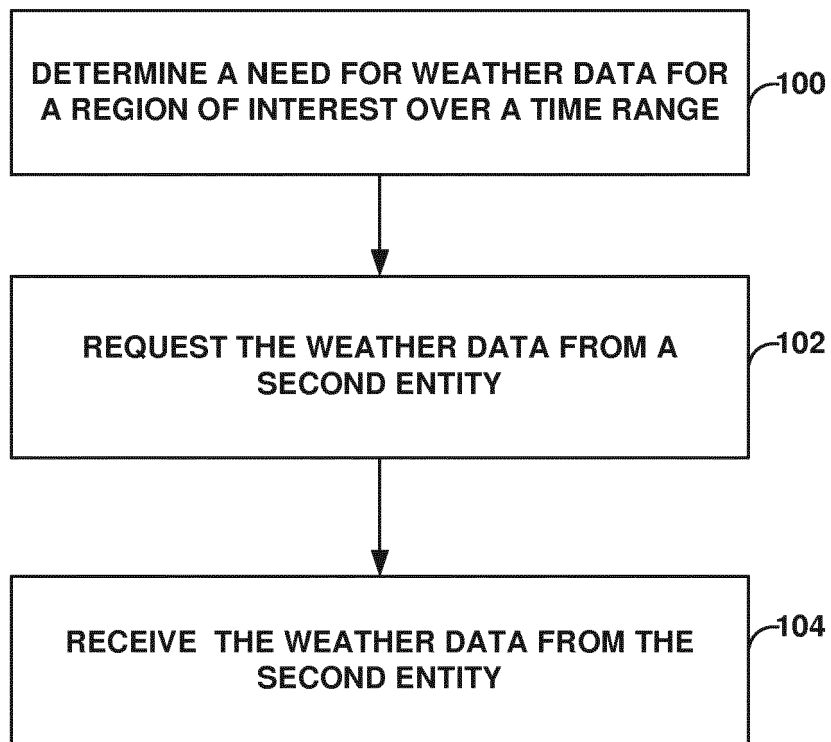 DETERMINE A NEED FOR WEATHER DATA FOR
A REGION OF INTEREST OVER A TIME RANGE
100
REQUEST THE WEATHER DATA FROM A
SECOND ENTITY
102
RECEIVE THE WEATHER DATA FROM THE
SECOND ENTITY
104